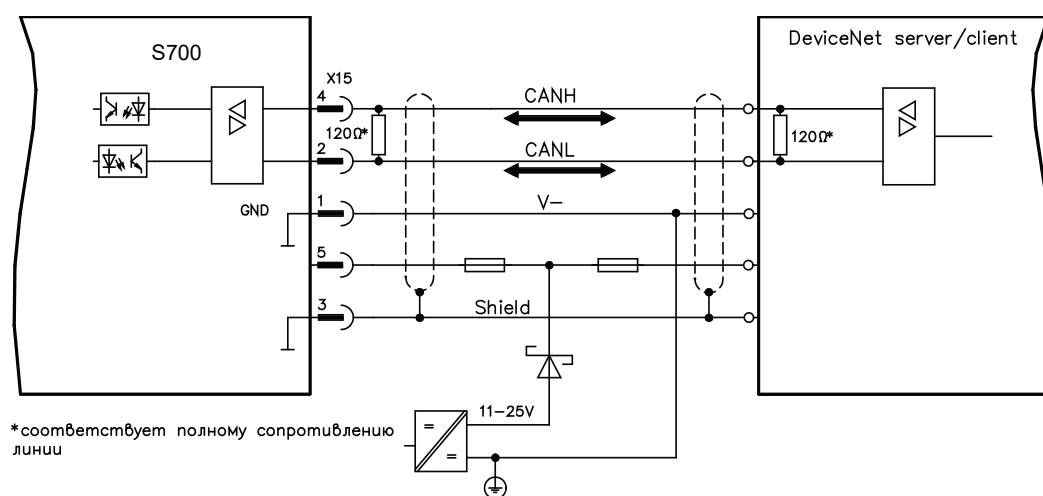 DeviceNet server/client
S700
X15
4
CANH
120Ω*
120Ω*
2
CANL
1
V–
GND
5
3
Shield
11–25V
=
=
*соответствует полному сопротивлению
линии